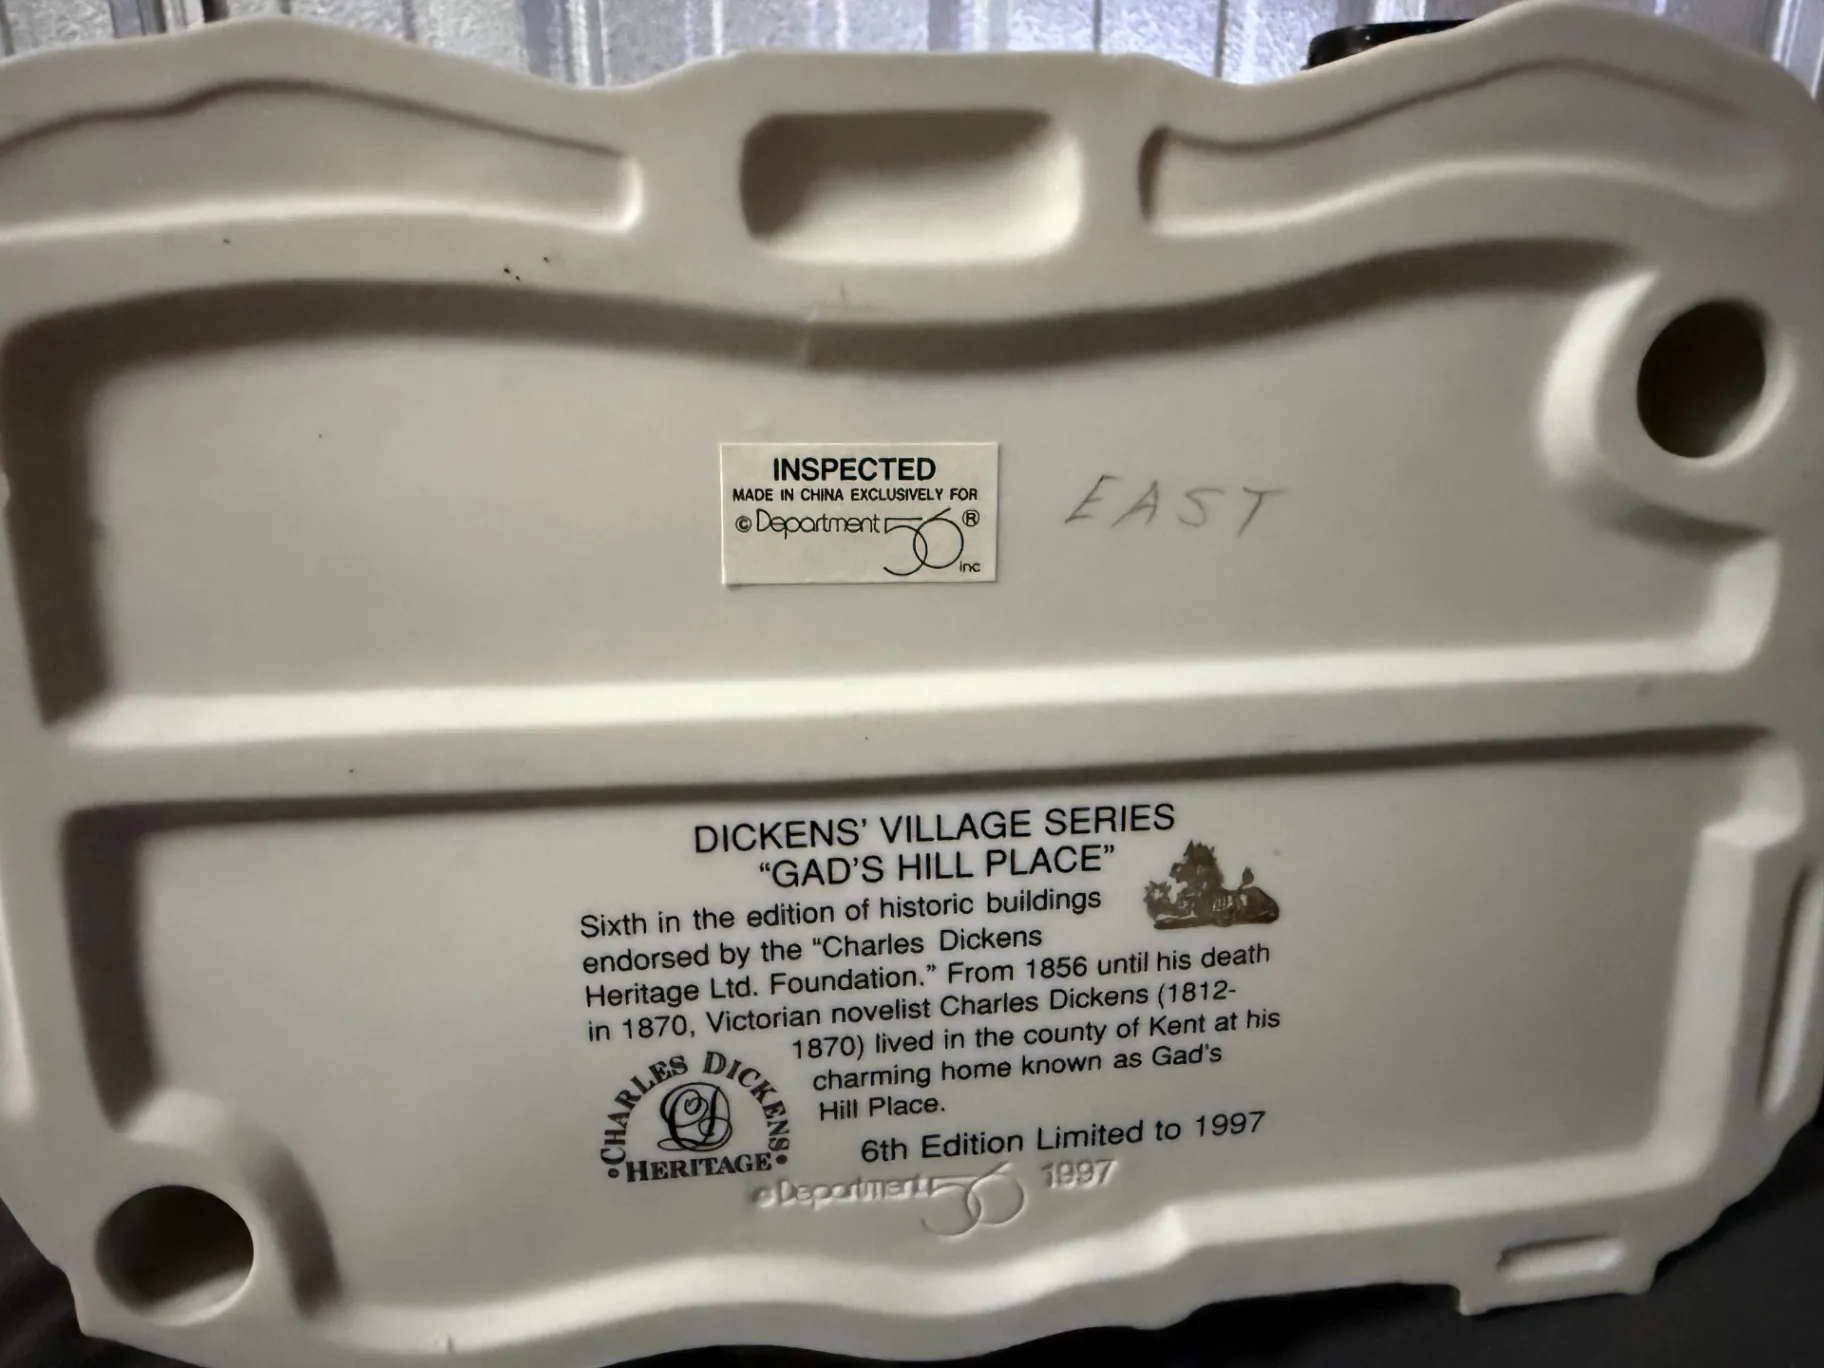 INSPECTED
MADE IN CHINA EXCLUSIVELY FOR
© Department 56 ®
inc
EAST
DICKENS' VILLAGE SERIES
“GAD'S HILL PLACE”
Sixth in the edition of historic buildings
endorsed by the “Charles Dickens
Heritage Ltd. Foundation.” From 1856 until his death
in 1870, Victorian novelist Charles Dickens (1812-
1870) lived in the county of Kent at his
charming home known as Gad's
Hill Place.
CHARLES DICKENS
CD
•HERITAGE•
6th Edition Limited to 1997
© Department 56 1997